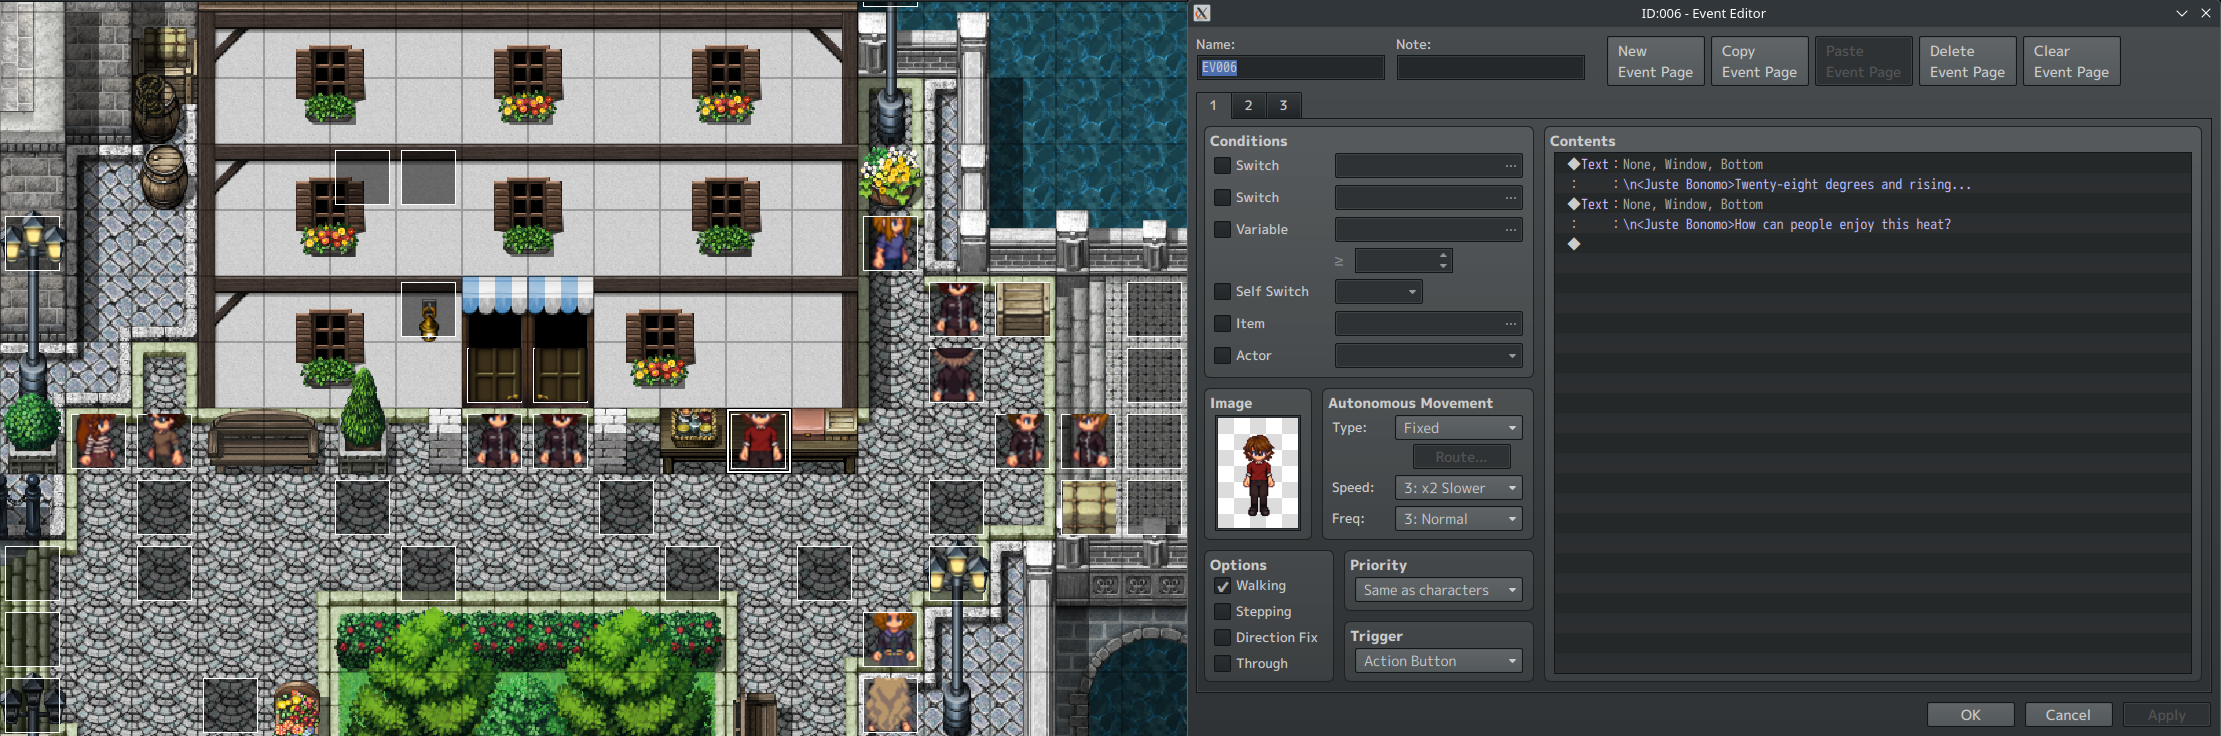 ID:006 - Event Editor
Name:
Note:
EV006
New
Event Page
Copy
Event Page
Paste
Event Page
Delete
Event Page
Clear
Event Page
1
2
3
Conditions
Switch
...
Switch
...
Variable
...
≥
Self Switch
Item
...
Actor
Image
Autonomous Movement
Type:
Fixed
Route...
Speed:
3: x2 Slower
Freq:
3: Normal
Options
Walking
Stepping
Direction Fix
Through
Priority
Same as characters
Trigger
Action Button
Contents
◆Text : None, Window, Bottom
: : \n<Juste Bonomo>Twenty-eight degrees and rising...
◆Text : None, Window, Bottom
: : \n<Juste Bonomo>How can people enjoy this heat?
◆
OK
Cancel
Apply